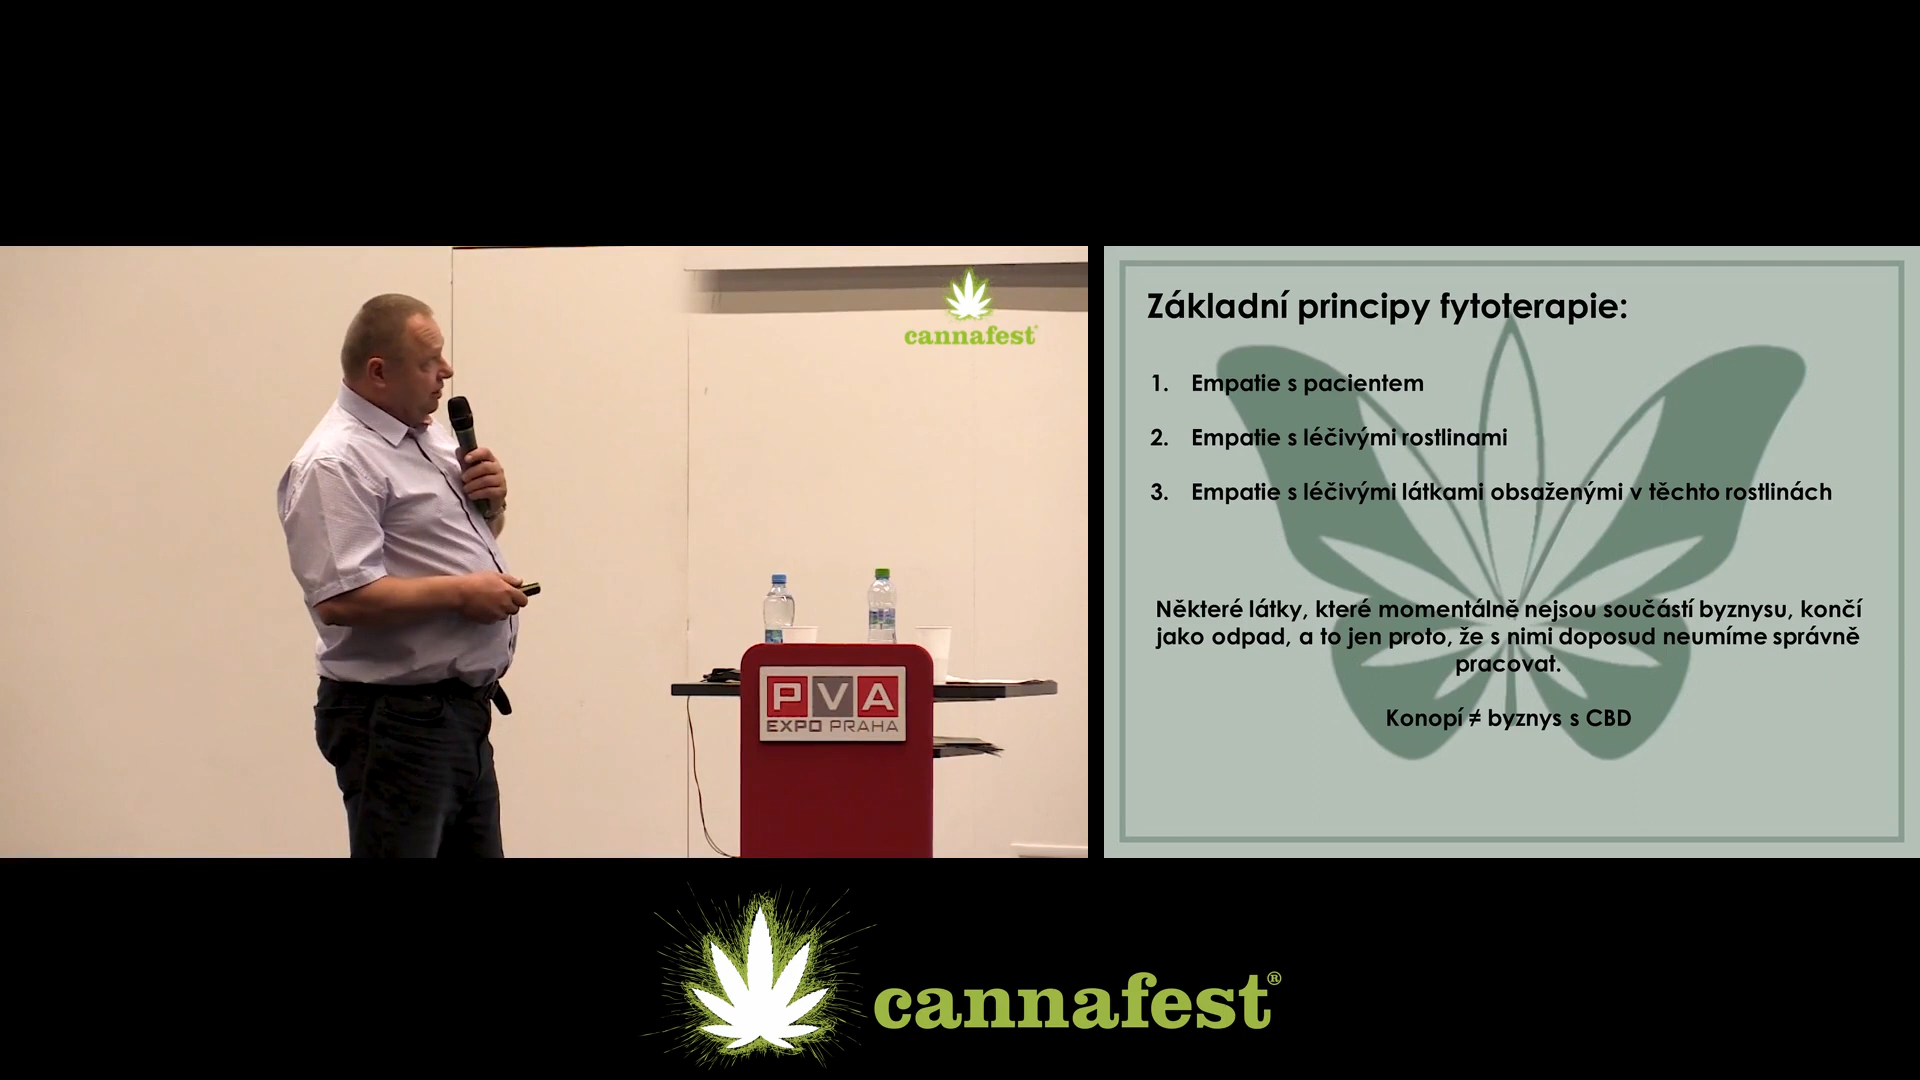 cannafest
PVA
EXPO PRAHA
Základní principy fytoterapie:
1. Empatie s pacientem
2. Empatie s léčivými rostlinami
3. Empatie s léčivými látkami obsaženými v těchto rostlinách
Některé látky, které momentálně nejsou součástí byznysu, končí
jako odpad, a to jen proto, že s nimi doposud neumíme správně
pracovat.
Konopí ≠ byznys s CBD
cannafest®